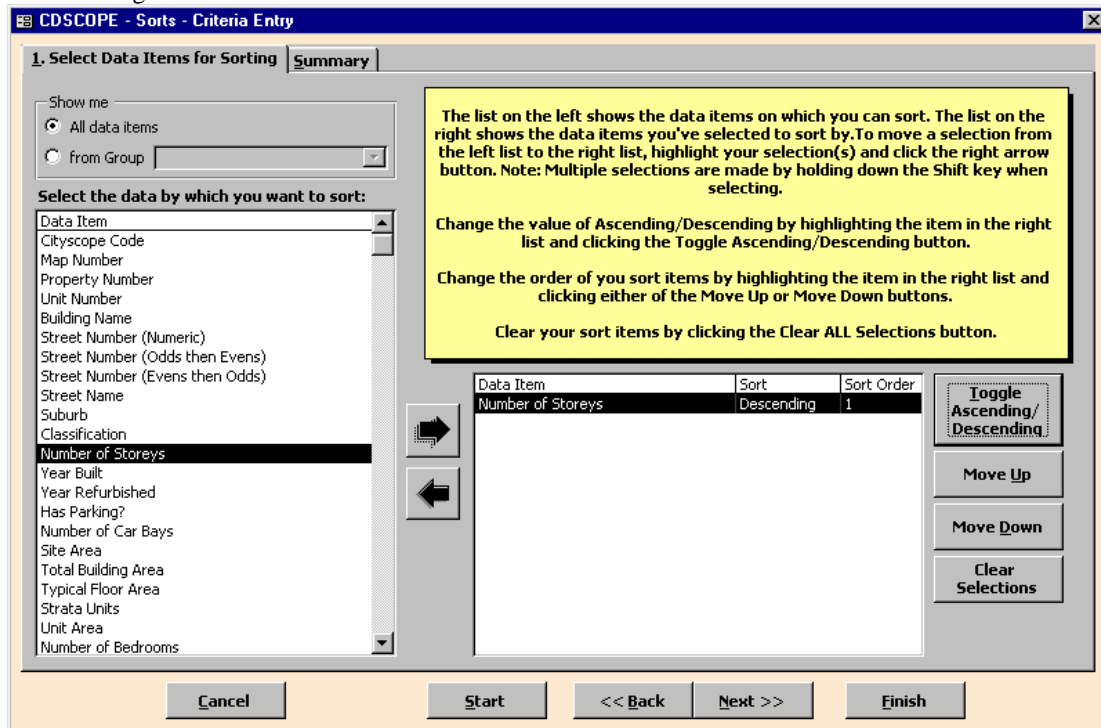 CDSCOPE - Sorts - Criteria Entry
1. Select Data Items for Sorting
Summary
Show me
All data items
from Group
Select the data by which you want to sort:
Data Item
Cityscope Code
Map Number
Property Number
Unit Number
Building Name
Street Number (Numeric)
Street Number (Odds then Evens)
Street Number (Evens then Odds)
Street Name
Suburb
Classification
Number of Storeys
Year Built
Year Refurbished
Has Parking?
Number of Car Bays
Site Area
Total Building Area
Typical Floor Area
Strata Units
Unit Area
Number of Bedrooms
The list on the left shows the data items on which you can sort. The list on the
right shows the data items you've selected to sort by.To move a selection from
the left list to the right list, highlight your selection(s) and click the right arrow
button. Note: Multiple selections are made by holding down the Shift key when
selecting.
Change the value of Ascending/Descending by highlighting the item in the right
list and clicking the Toggle Ascending/Descending button.
Change the order of you sort items by highlighting the item in the right list and
clicking either of the Move Up or Move Down buttons.
Clear your sort items by clicking the Clear ALL Selections button.
Data Item Sort Sort Order
Number of Storeys Descending 1
Toggle
Ascending/
Descending
Move Up
Move Down
Clear
Selections
Cancel
Start
<< Back
Next >>
Finish